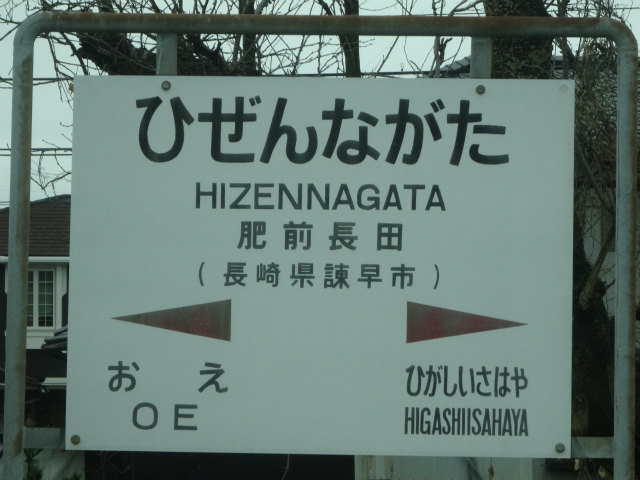 ひぜんながた
HIZENNAGATA
肥前長田
(長崎県諫早市)
おえ
OE
ひがしいさはや
HIGASHIISAHAYA